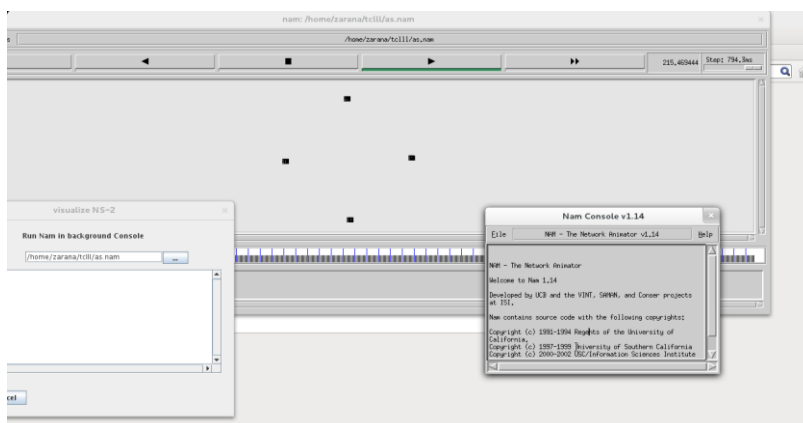 nam: /home/zarana/tclll/as.nam
/home/zarana/tclll/as.nam
215.469444
Step: 794.3ms
visualize NS-2
Run Nam in background Console
/home/zarana/tclll/as.nam
...
cel
Nam Console v1.14
File
NAM - The Network Animator v1.14
Help
NAM - The Network Animator
Welcome to Nam 1.14
Developed by UCB and the VINT, SAMAN, and Conser projects
at ISI.
Nam contains source code with the following copyrights:
Copyright (c) 1991-1994 Regents of the University of
California.
Copyright (c) 1997-1999 University of Southern California
Copyright (c) 2000-2002 USC/Information Sciences Institute